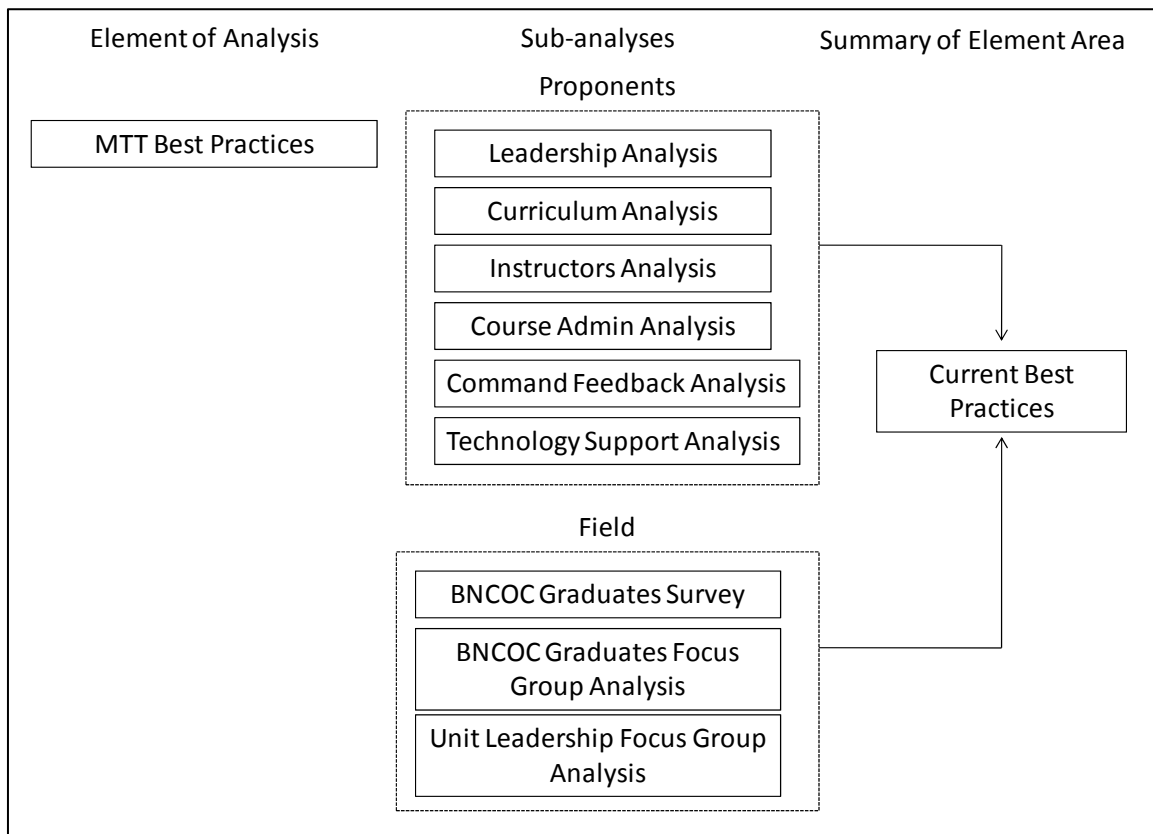 Element of Analysis
Sub-analyses
Summary of Element Area
Proponents
MTT Best Practices
Leadership Analysis
Curriculum Analysis
Instructors Analysis
Course Admin Analysis
Command Feedback Analysis
Technology Support Analysis
Current Best
Practices
Field
BNCOC Graduates Survey
BNCOC Graduates Focus
Group Analysis
Unit Leadership Focus Group
Analysis